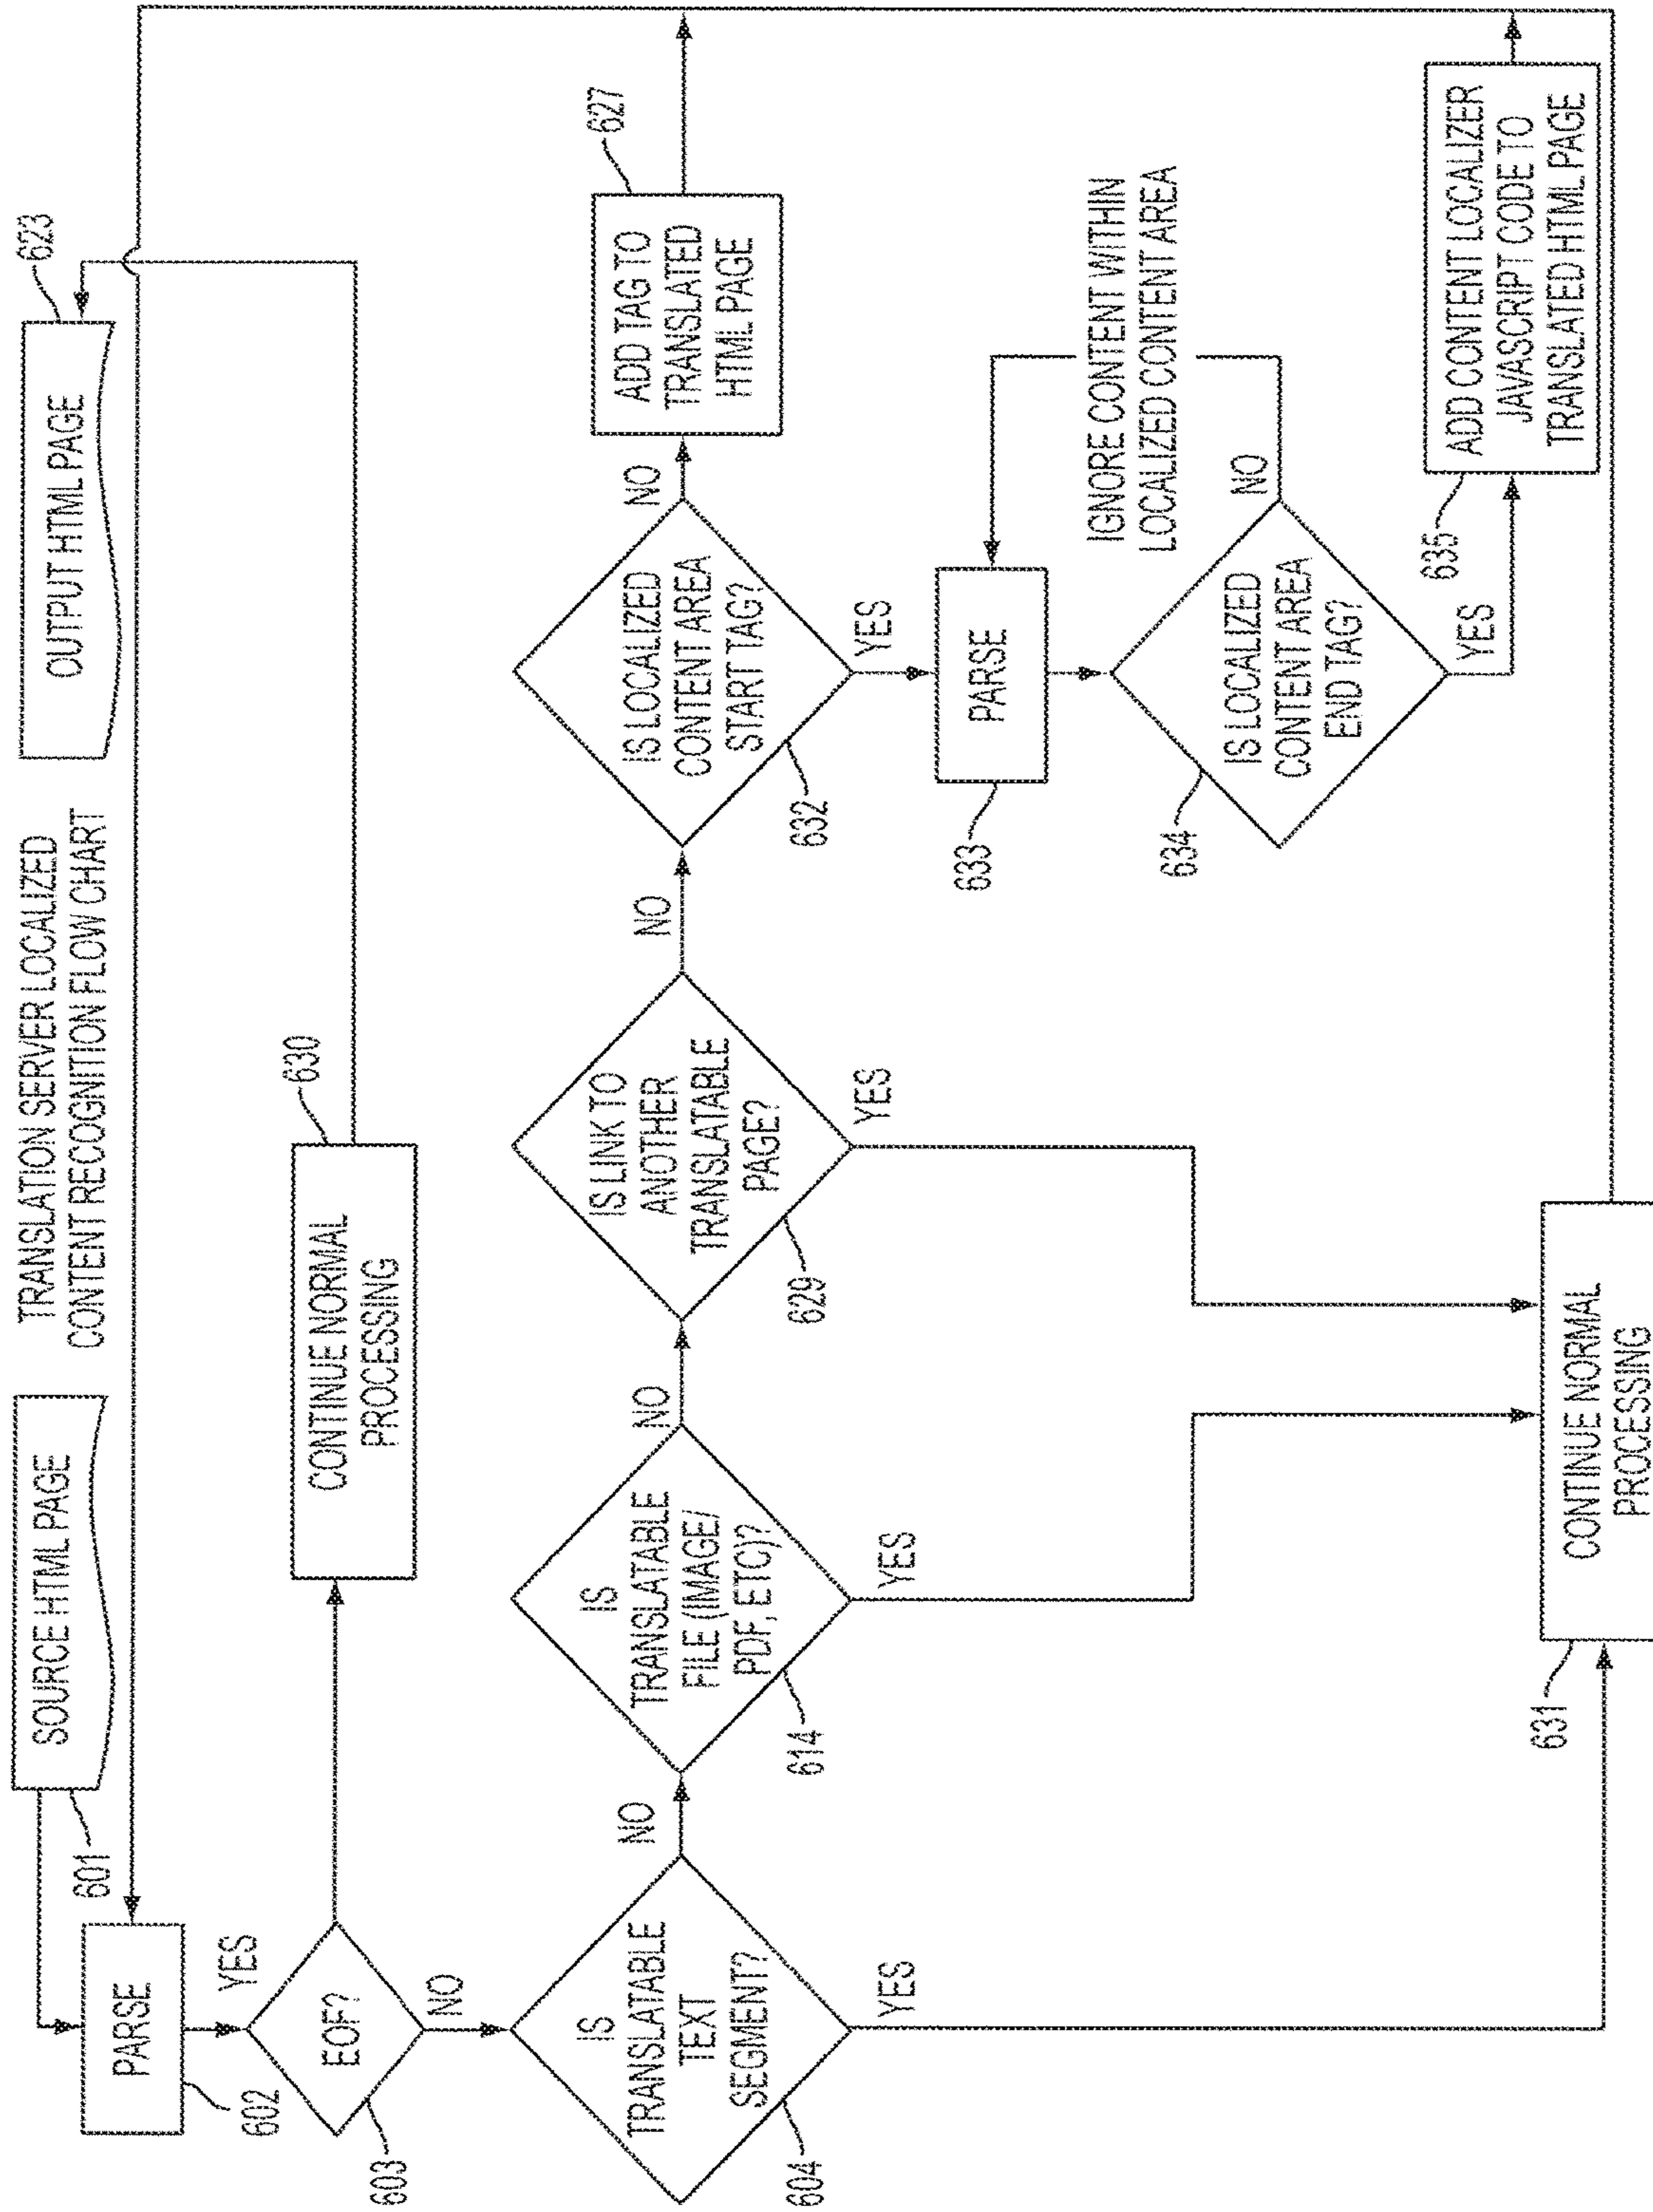 TRANSLATION SERVER LOCALIZED
CONTENT RECOGNITION FLOW CHART
SOURCE HTML PAGE
601
PARSE
602
EOF?
603
YES
NO
CONTINUE NORMAL
PROCESSING
630
OUTPUT HTML PAGE
623
IS
TRANSLATABLE
TEXT
SEGMENT?
604
NO
YES
IS
TRANSLATABLE
FILE (IMAGE/
PDF, ETC)?
614
NO
YES
IS LINK TO
ANOTHER
TRANSLATABLE
PAGE?
629
NO
YES
IS LOCALIZED
CONTENT AREA
START TAG?
632
NO
YES
ADD TAG TO
TRANSLATED
HTML PAGE
627
PARSE
633
IGNORE CONTENT WITHIN
LOCALIZED CONTENT AREA
IS LOCALIZED
CONTENT AREA
END TAG?
634
NO
YES
ADD CONTENT LOCALIZER
JAVASCRIPT CODE TO
TRANSLATED HTML PAGE
635
CONTINUE NORMAL
PROCESSING
631